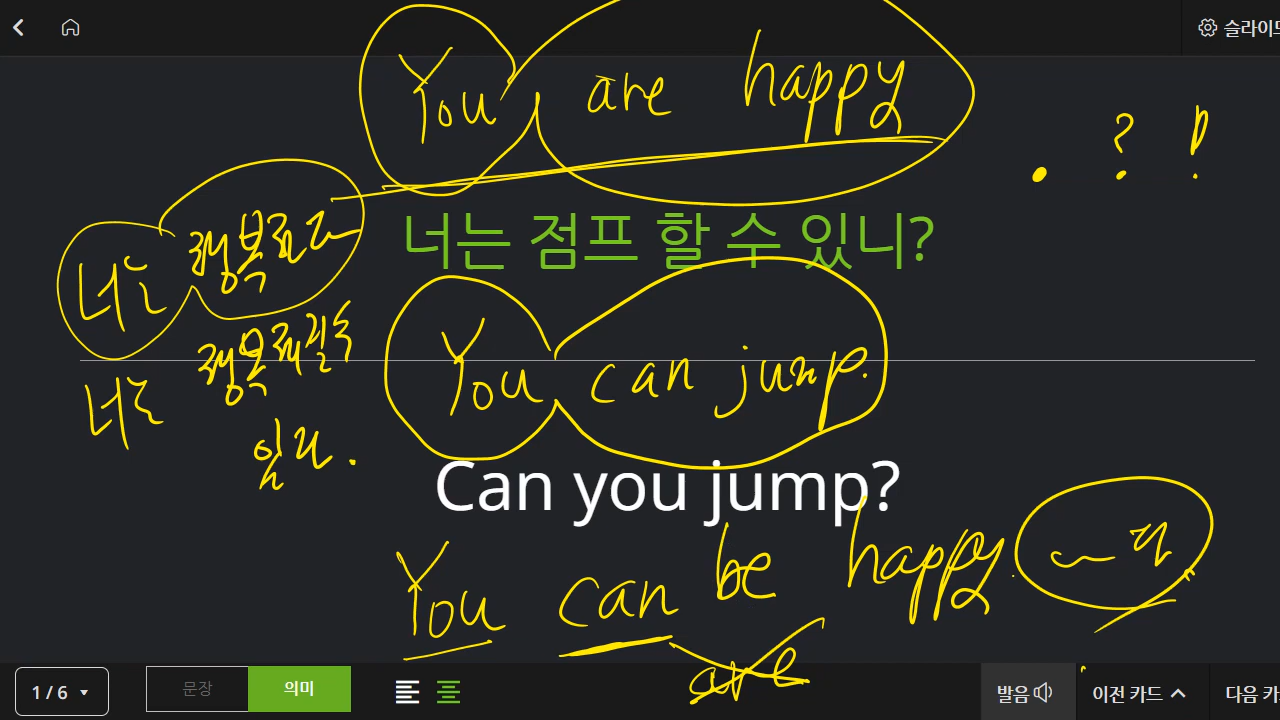 슬라이드
You are happy
. ? !
너는 행복하다
너는 점프 할 수 있니?
You can jump.
너는 행복해질 수
있다.
Can you jump?
You can be happy. ~다.
are
1 / 6
문장 의미
발음 이전 카드 다음 카